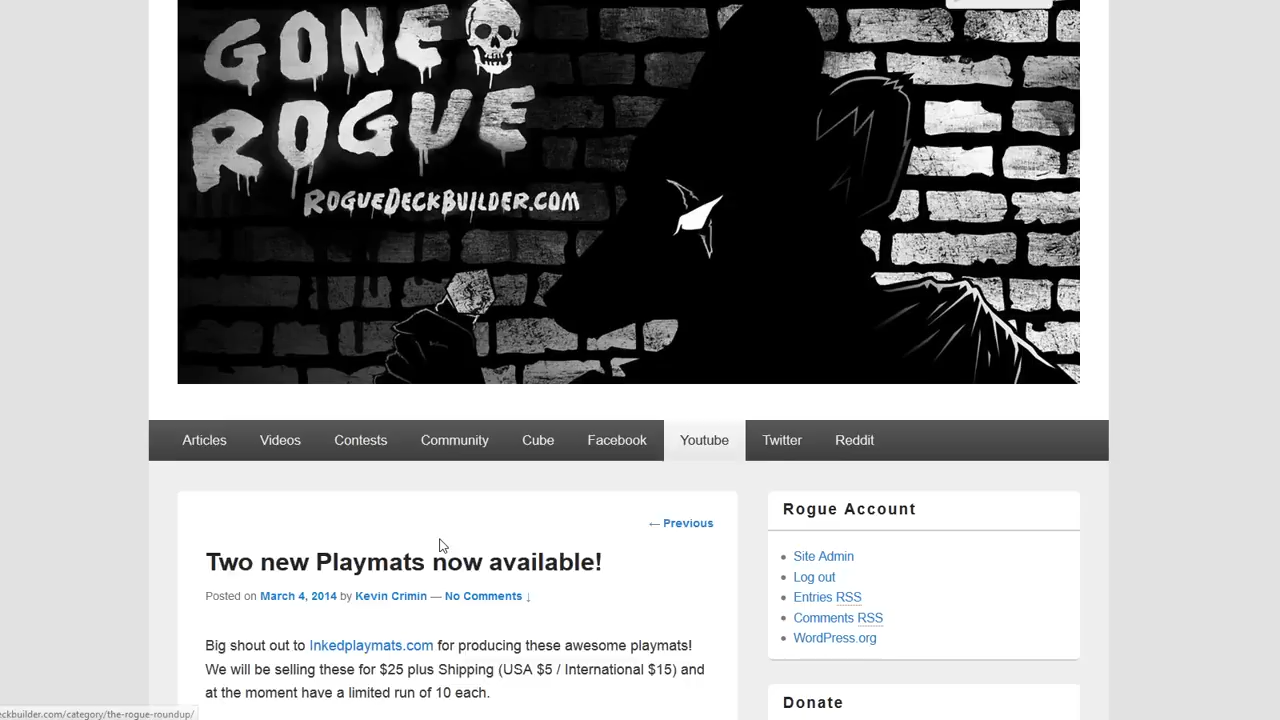 GONE
ROGUE
ROGUEDECKBUILDER.COM
Articles Videos Contests Community Cube Facebook Youtube Twitter Reddit
← Previous
Two new Playmats now available!
Posted on March 4, 2014 by Kevin Crimin — No Comments ↓
Big shout out to Inkedplaymats.com for producing these awesome playmats!
We will be selling these for $25 plus Shipping (USA $5 / International $15) and
at the moment have a limited run of 10 each.
Rogue Account
Site Admin
Log out
Entries RSS
Comments RSS
WordPress.org
Donate
eckbuilder.com/category/the-rogue-roundup/